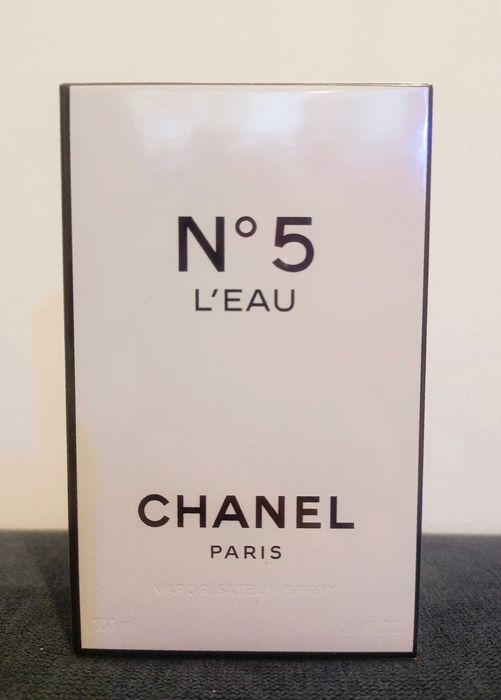 N° 5
L'EAU
CHANEL
PARIS
VAPORISATEUR SPRAY
100 ml 3.4 FL. OZ.